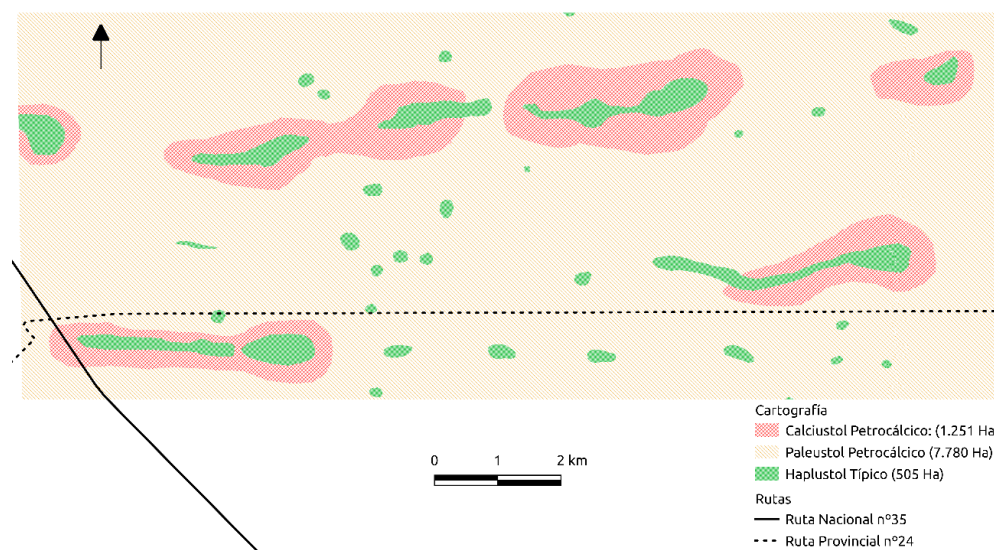 Cartografía
Calciustol Petrocálcico: (1.251 Ha
Paleustol Petrocálcico (7.780 Ha)
Haplustol Típico (505 Ha)
Rutas
Ruta Nacional nº35
Ruta Provincial nº24
0 1 2 km